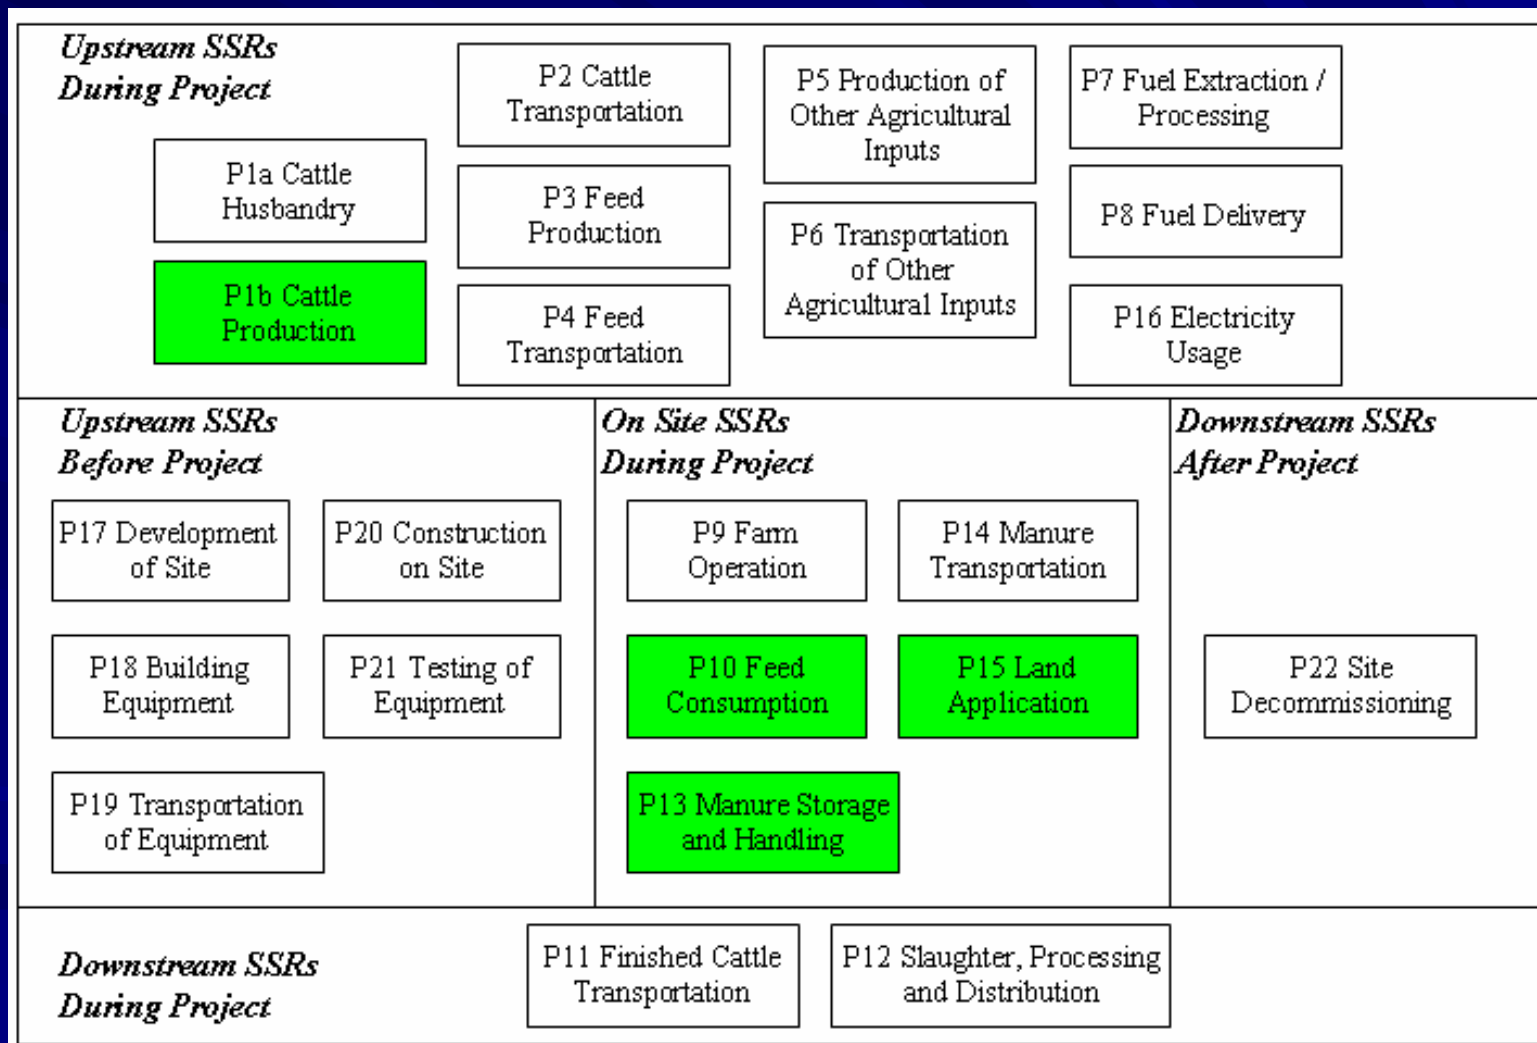 Upstream SSRs
During Project
P1a Cattle
Husbandry
P1b Cattle
Production
P2 Cattle
Transportation
P3 Feed
Production
P4 Feed
Transportation
P5 Production of
Other Agricultural
Inputs
P6 Transportation
of Other
Agricultural Inputs
P7 Fuel Extraction /
Processing
P8 Fuel Delivery
P16 Electricity
Usage
Upstream SSRs
Before Project
P17 Development
of Site
P20 Construction
on Site
P18 Building
Equipment
P21 Testing of
Equipment
P19 Transportation
of Equipment
On Site SSRs
During Project
P9 Farm
Operation
P14 Manure
Transportation
P10 Feed
Consumption
P15 Land
Application
P13 Manure Storage
and Handling
Downstream SSRs
After Project
P22 Site
Decommissioning
Downstream SSRs
During Project
P11 Finished Cattle
Transportation
P12 Slaughter, Processing
and Distribution